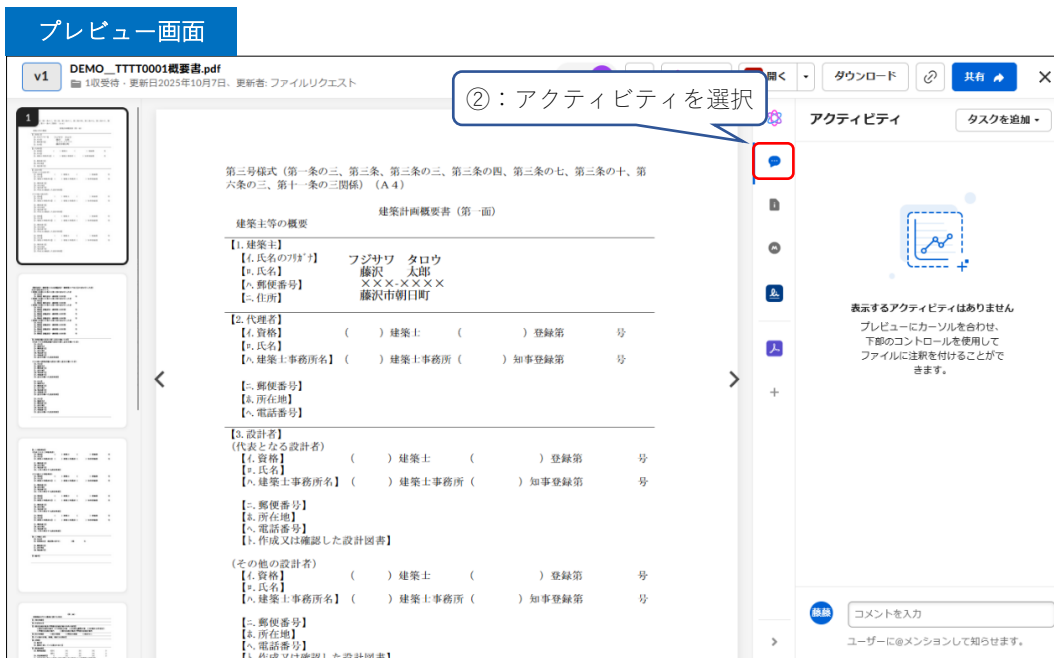 プレビュー画面
v1
DEMO__TTTT0001概要書.pdf
1収受待・更新日2025年10月7日、更新者: ファイルリクエスト
開く
ダウンロード
共有
②：アクティビティを選択
アクティビティ
タスクを追加
1
第三号様式（第一条の三、第三条、第三条の三、第三条の四、第三条の七、第三条の十、第
六条の三、第十一条の三関係）（Ａ４）
建築計画概要書（第一面）
建築主等の概要
【1.建築主】
【ｲ.氏名のﾌﾘｶﾞﾅ】 フジサワ　タロウ
【ﾛ.氏名】 藤沢　太郎
【ﾊ.郵便番号】 ×××-××××
【ﾆ.住所】 藤沢市朝日町
【2.代理者】
【ｲ.資格】 （　　）建築士　（　　）登録第　　号
【ﾛ.氏名】
【ﾊ.建築士事務所名】（　　）建築士事務所（　　）知事登録第　　号
【ﾆ.郵便番号】
【ﾎ.所在地】
【ﾍ.電話番号】
【3.設計者】
(代表となる設計者)
【ｲ.資格】 （　　）建築士　（　　）登録第　　号
【ﾛ.氏名】
【ﾊ.建築士事務所名】（　　）建築士事務所（　　）知事登録第　　号
【ﾆ.郵便番号】
【ﾎ.所在地】
【ﾍ.電話番号】
【ﾄ.作成又は確認した設計図書】
(その他の設計者)
【ｲ.資格】 （　　）建築士　（　　）登録第　　号
【ﾛ.氏名】
【ﾊ.建築士事務所名】（　　）建築士事務所（　　）知事登録第　　号
【ﾆ.郵便番号】
【ﾎ.所在地】
【ﾍ.電話番号】
【ﾄ.作成又は確認した設計図書】
表示するアクティビティはありません
プレビューにカーソルを合わせ、
下部のコントロールを使用して
ファイルに注釈を付けることがで
きます。
藤藤
コメントを入力
ユーザーに@メンションして知らせます。